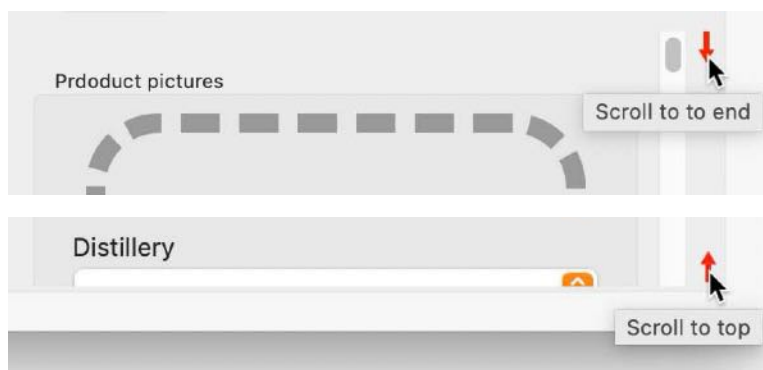 Prdoduct pictures
Scroll to to end
Distillery
Scroll to top